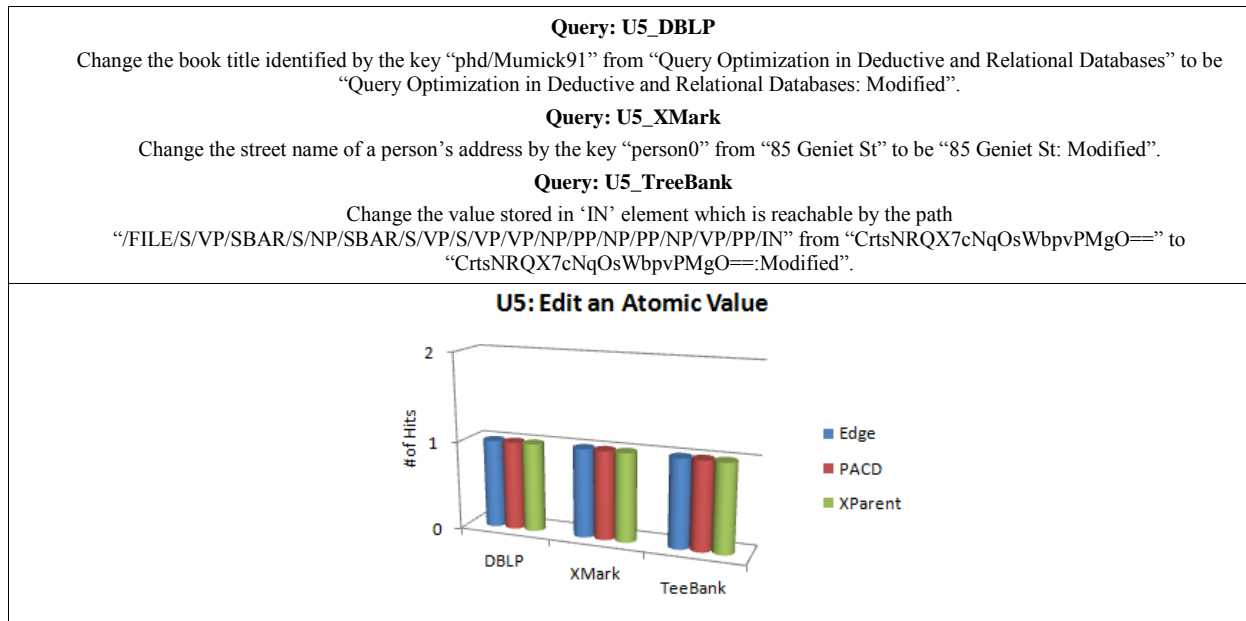 Query: U5_DBLP
Change the book title identified by the key “phd/Mumick91” from “Query Optimization in Deductive and Relational Databases” to be
“Query Optimization in Deductive and Relational Databases: Modified”.
Query: U5_XMark
Change the street name of a person’s address by the key “person0” from “85 Geniet St” to be “85 Geniet St: Modified”.
Query: U5_TreeBank
Change the value stored in ‘IN’ element which is reachable by the path
“/FILE/S/VP/SBAR/S/NP/SBAR/S/VP/S/VP/VP/NP/PP/NP/PP/NP/VP/PP/IN” from “CrtsNRQX7cNqOsWbpvPMgO==” to
“CrtsNRQX7cNqOsWbpvPMgO==:Modified”.
U5: Edit an Atomic Value
2
1
0
#of Hits
DBLP
XMark
TeeBank
Edge
PACD
XParent